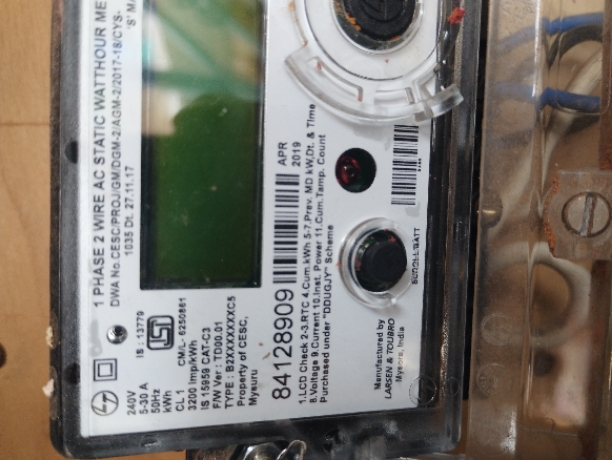 1 PHASE 2 WIRE AC STATIC WATTHOUR ME
DWA No.CESC/PROJ/GM/DGM-2/AGM-2/2017-18/CYS-
1035 Dt. 27.11.17
'S' M
240V
5-30 A
50Hz
kWh
IS : 13779
CL 1
CM/L- 6250861
3200 imp/kWh
IS 15959 CAT-C3
F/W Ver : TD00.01
TYPE : B2XXXXXXXC5
Property of CESC,
Mysuru
84128909
APR
2019
1.LCD Check 2-3.RTC 4.Cum.kWh 5-7.Prev. MD kW,Dt. & Time
8.Voltage 9.Current 10.Inst. Power 11.Cum.Tamp. Count
Purchased under "DDUGJY" Scheme
Manufactured by
LARSEN & TOUBRO
Mysore, India
SCROLL/BATT